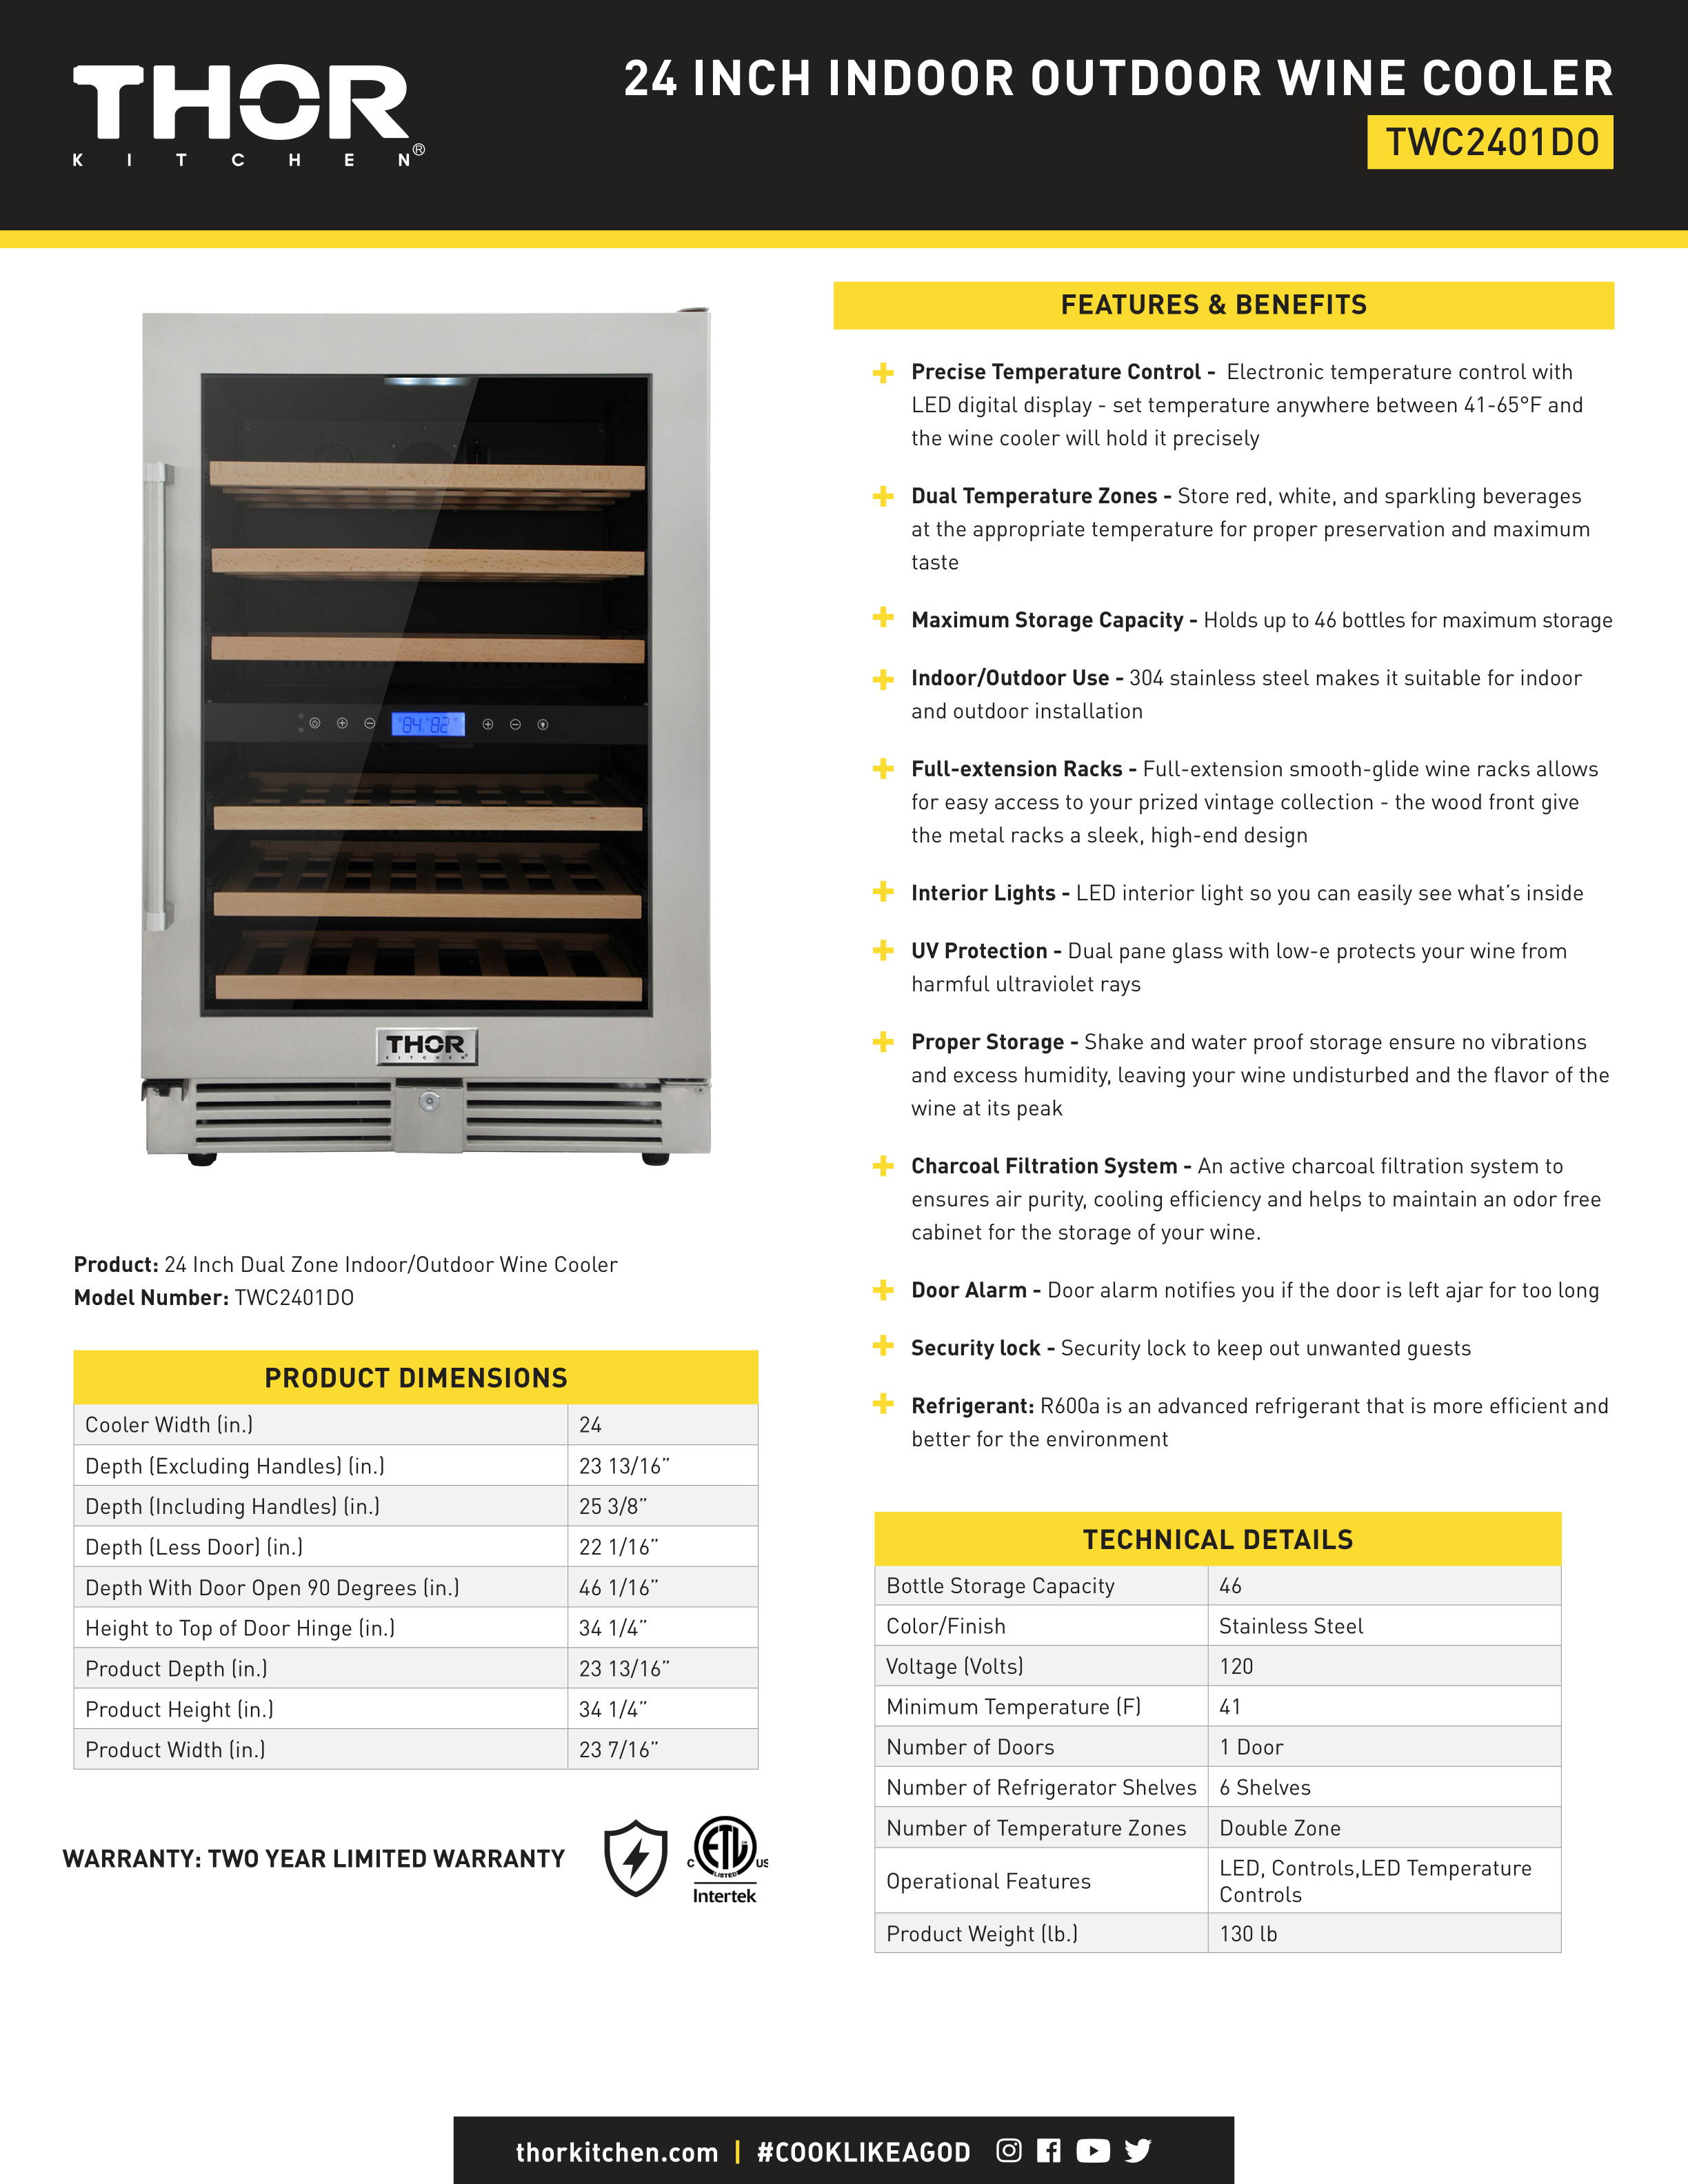 THOR
KITCHEN®
24 INCH INDOOR OUTDOOR WINE COOLER
TWC2401DO
84 82
THOR
KITCHEN
Product: 24 Inch Dual Zone Indoor/Outdoor Wine Cooler
Model Number: TWC2401DO
PRODUCT DIMENSIONS
Cooler Width (in.) 24
Depth (Excluding Handles) (in.) 23 13/16”
Depth (Including Handles) (in.) 25 3/8”
Depth (Less Door) (in.) 22 1/16”
Depth With Door Open 90 Degrees (in.) 46 1/16”
Height to Top of Door Hinge (in.) 34 1/4”
Product Depth (in.) 23 13/16”
Product Height (in.) 34 1/4”
Product Width (in.) 23 7/16”
WARRANTY: TWO YEAR LIMITED WARRANTY
ETL
LISTED
C US
Intertek
FEATURES & BENEFITS
Precise Temperature Control - Electronic temperature control with
LED digital display - set temperature anywhere between 41-65°F and
the wine cooler will hold it precisely
Dual Temperature Zones - Store red, white, and sparkling beverages
at the appropriate temperature for proper preservation and maximum
taste
Maximum Storage Capacity - Holds up to 46 bottles for maximum storage
Indoor/Outdoor Use - 304 stainless steel makes it suitable for indoor
and outdoor installation
Full-extension Racks - Full-extension smooth-glide wine racks allows
for easy access to your prized vintage collection - the wood front give
the metal racks a sleek, high-end design
Interior Lights - LED interior light so you can easily see what’s inside
UV Protection - Dual pane glass with low-e protects your wine from
harmful ultraviolet rays
Proper Storage - Shake and water proof storage ensure no vibrations
and excess humidity, leaving your wine undisturbed and the flavor of the
wine at its peak
Charcoal Filtration System - An active charcoal filtration system to
ensures air purity, cooling efficiency and helps to maintain an odor free
cabinet for the storage of your wine.
Door Alarm - Door alarm notifies you if the door is left ajar for too long
Security lock - Security lock to keep out unwanted guests
Refrigerant: R600a is an advanced refrigerant that is more efficient and
better for the environment
TECHNICAL DETAILS
Bottle Storage Capacity 46
Color/Finish Stainless Steel
Voltage (Volts) 120
Minimum Temperature (F) 41
Number of Doors 1 Door
Number of Refrigerator Shelves 6 Shelves
Number of Temperature Zones Double Zone
Operational Features LED, Controls,LED Temperature
Controls
Product Weight (lb.) 130 lb
thorkitchen.com | #COOKLIKEAGOD